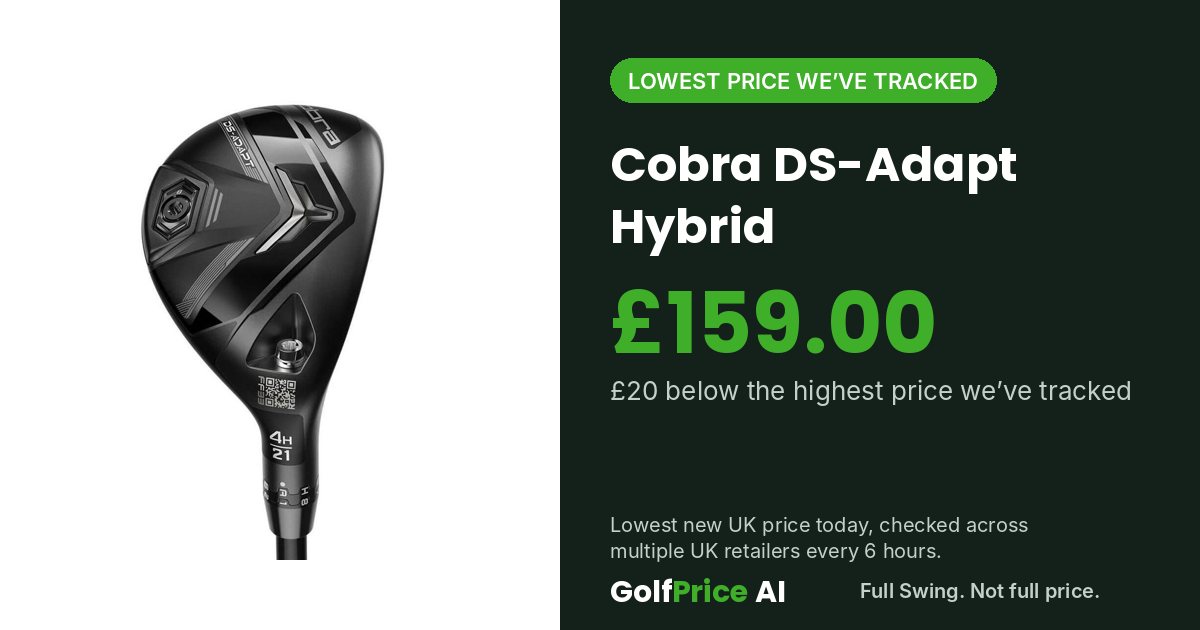 bra
DS-ADAPT
4H
21
LOWEST PRICE WE’VE TRACKED
Cobra DS-Adapt
Hybrid
£159.00
£20 below the highest price we’ve tracked
Lowest new UK price today, checked across
multiple UK retailers every 6 hours.
GolfPrice AI
Full Swing. Not full price.